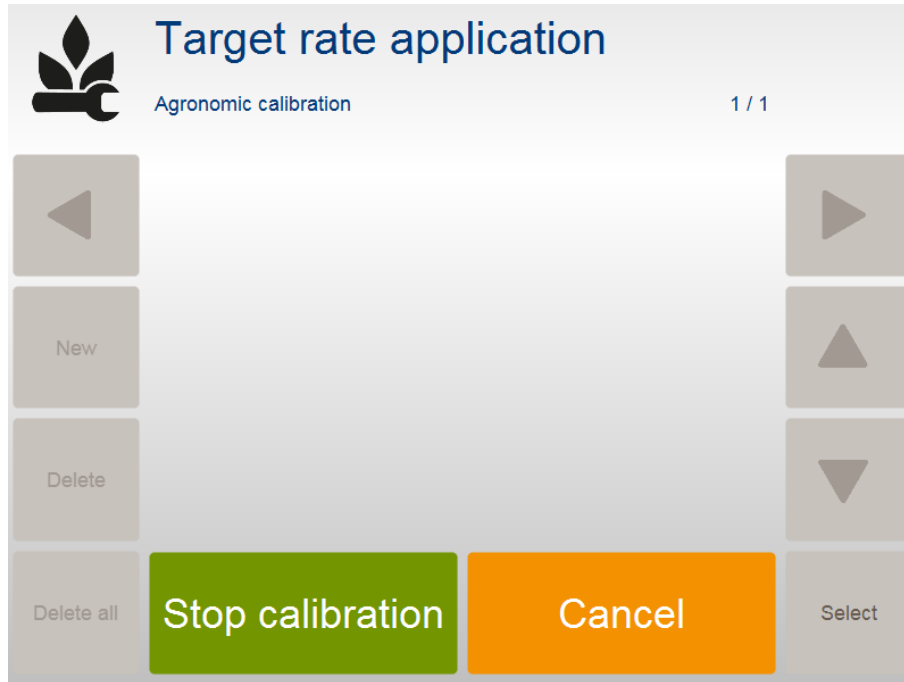 Target rate application
Agronomic calibration
1 / 1
New
Delete
Delete all
Stop calibration
Cancel
Select